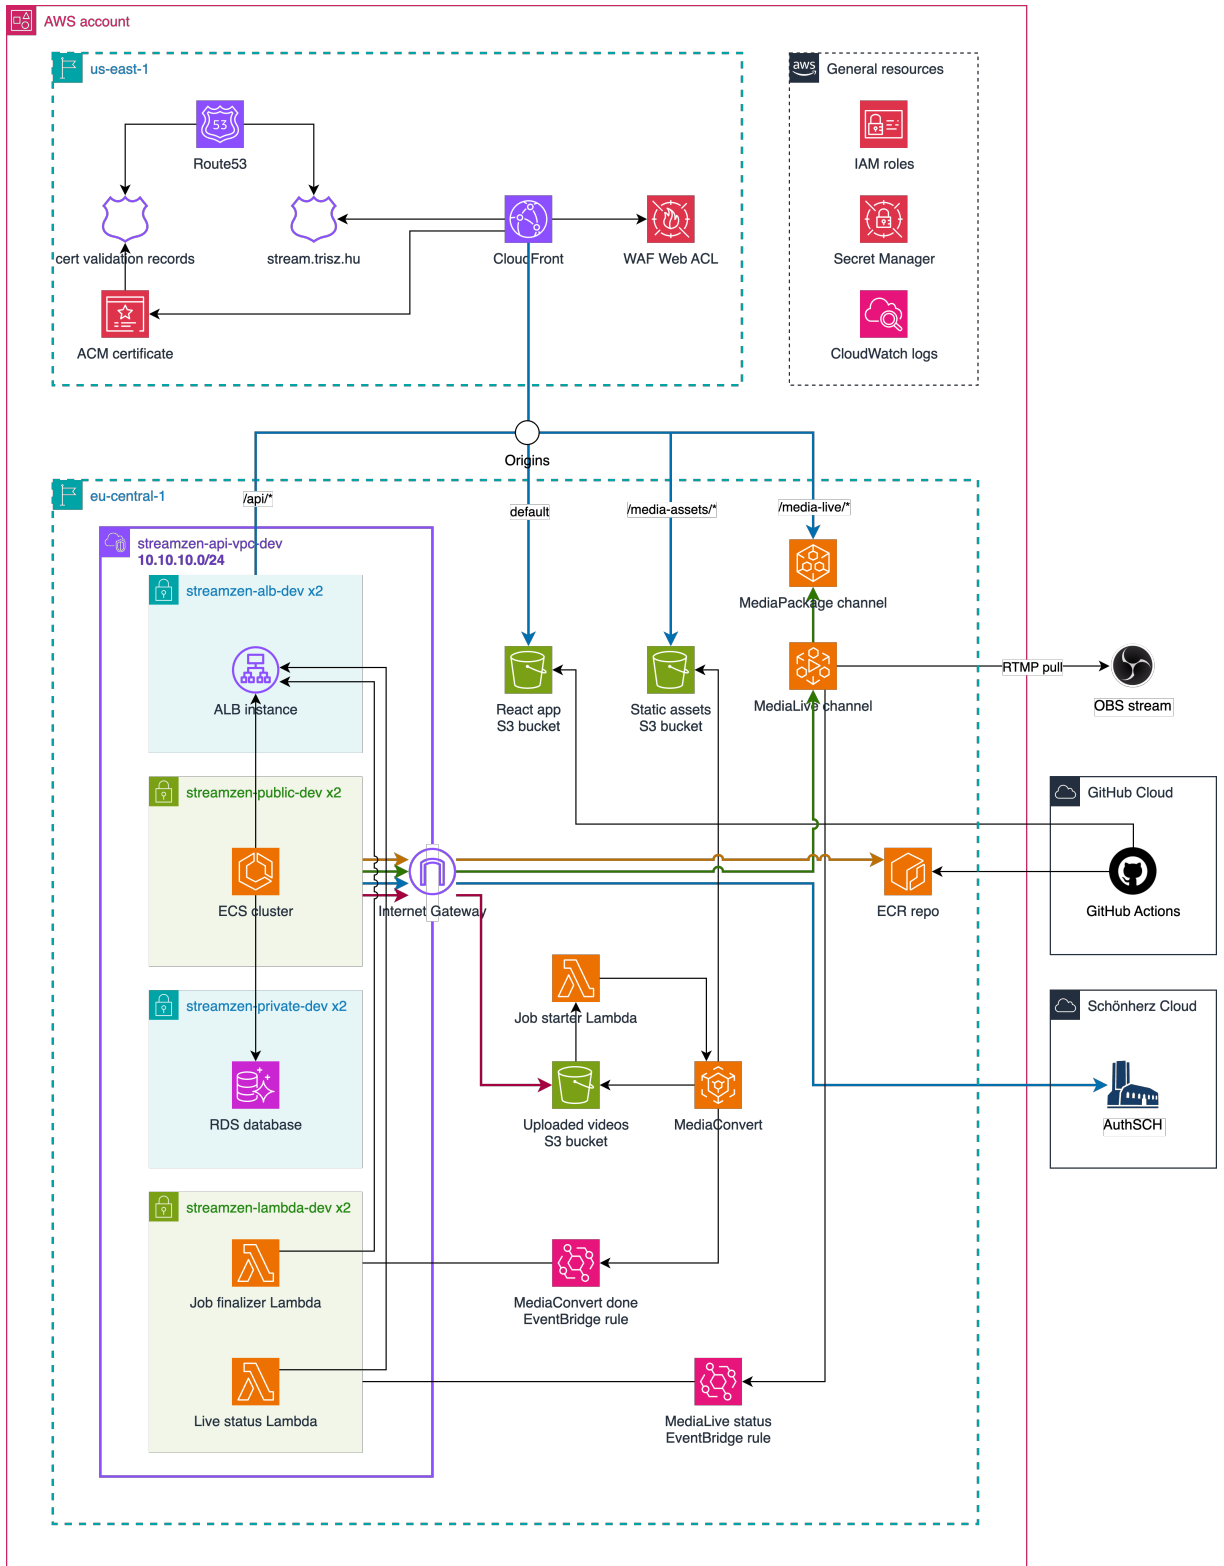 AWS account
us-east-1
aws
General resources
53
Route53
IAM roles
cert validation records
stream.trisz.hu
CloudFront
WAF Web ACL
Secret Manager
ACM certificate
CloudWatch logs
Origins
eu-central-1
/api/*
default
/media-assets/*
/media-live/*
streamzen-api-vpc-dev
10.10.10.0/24
streamzen-alb-dev x2
MediaPackage channel
ALB instance
React app
S3 bucket
Static assets
S3 bucket
MediaLive channel
RTMP pull
OBS stream
streamzen-public-dev x2
GitHub Cloud
ECS cluster
Internet Gateway
ECR repo
GitHub Actions
streamzen-private-dev x2
Job starter Lambda
Schönherz Cloud
RDS database
Uploaded videos
S3 bucket
MediaConvert
AuthSCH
streamzen-lambda-dev x2
Job finalizer Lambda
MediaConvert done
EventBridge rule
Live status Lambda
MediaLive status
EventBridge rule